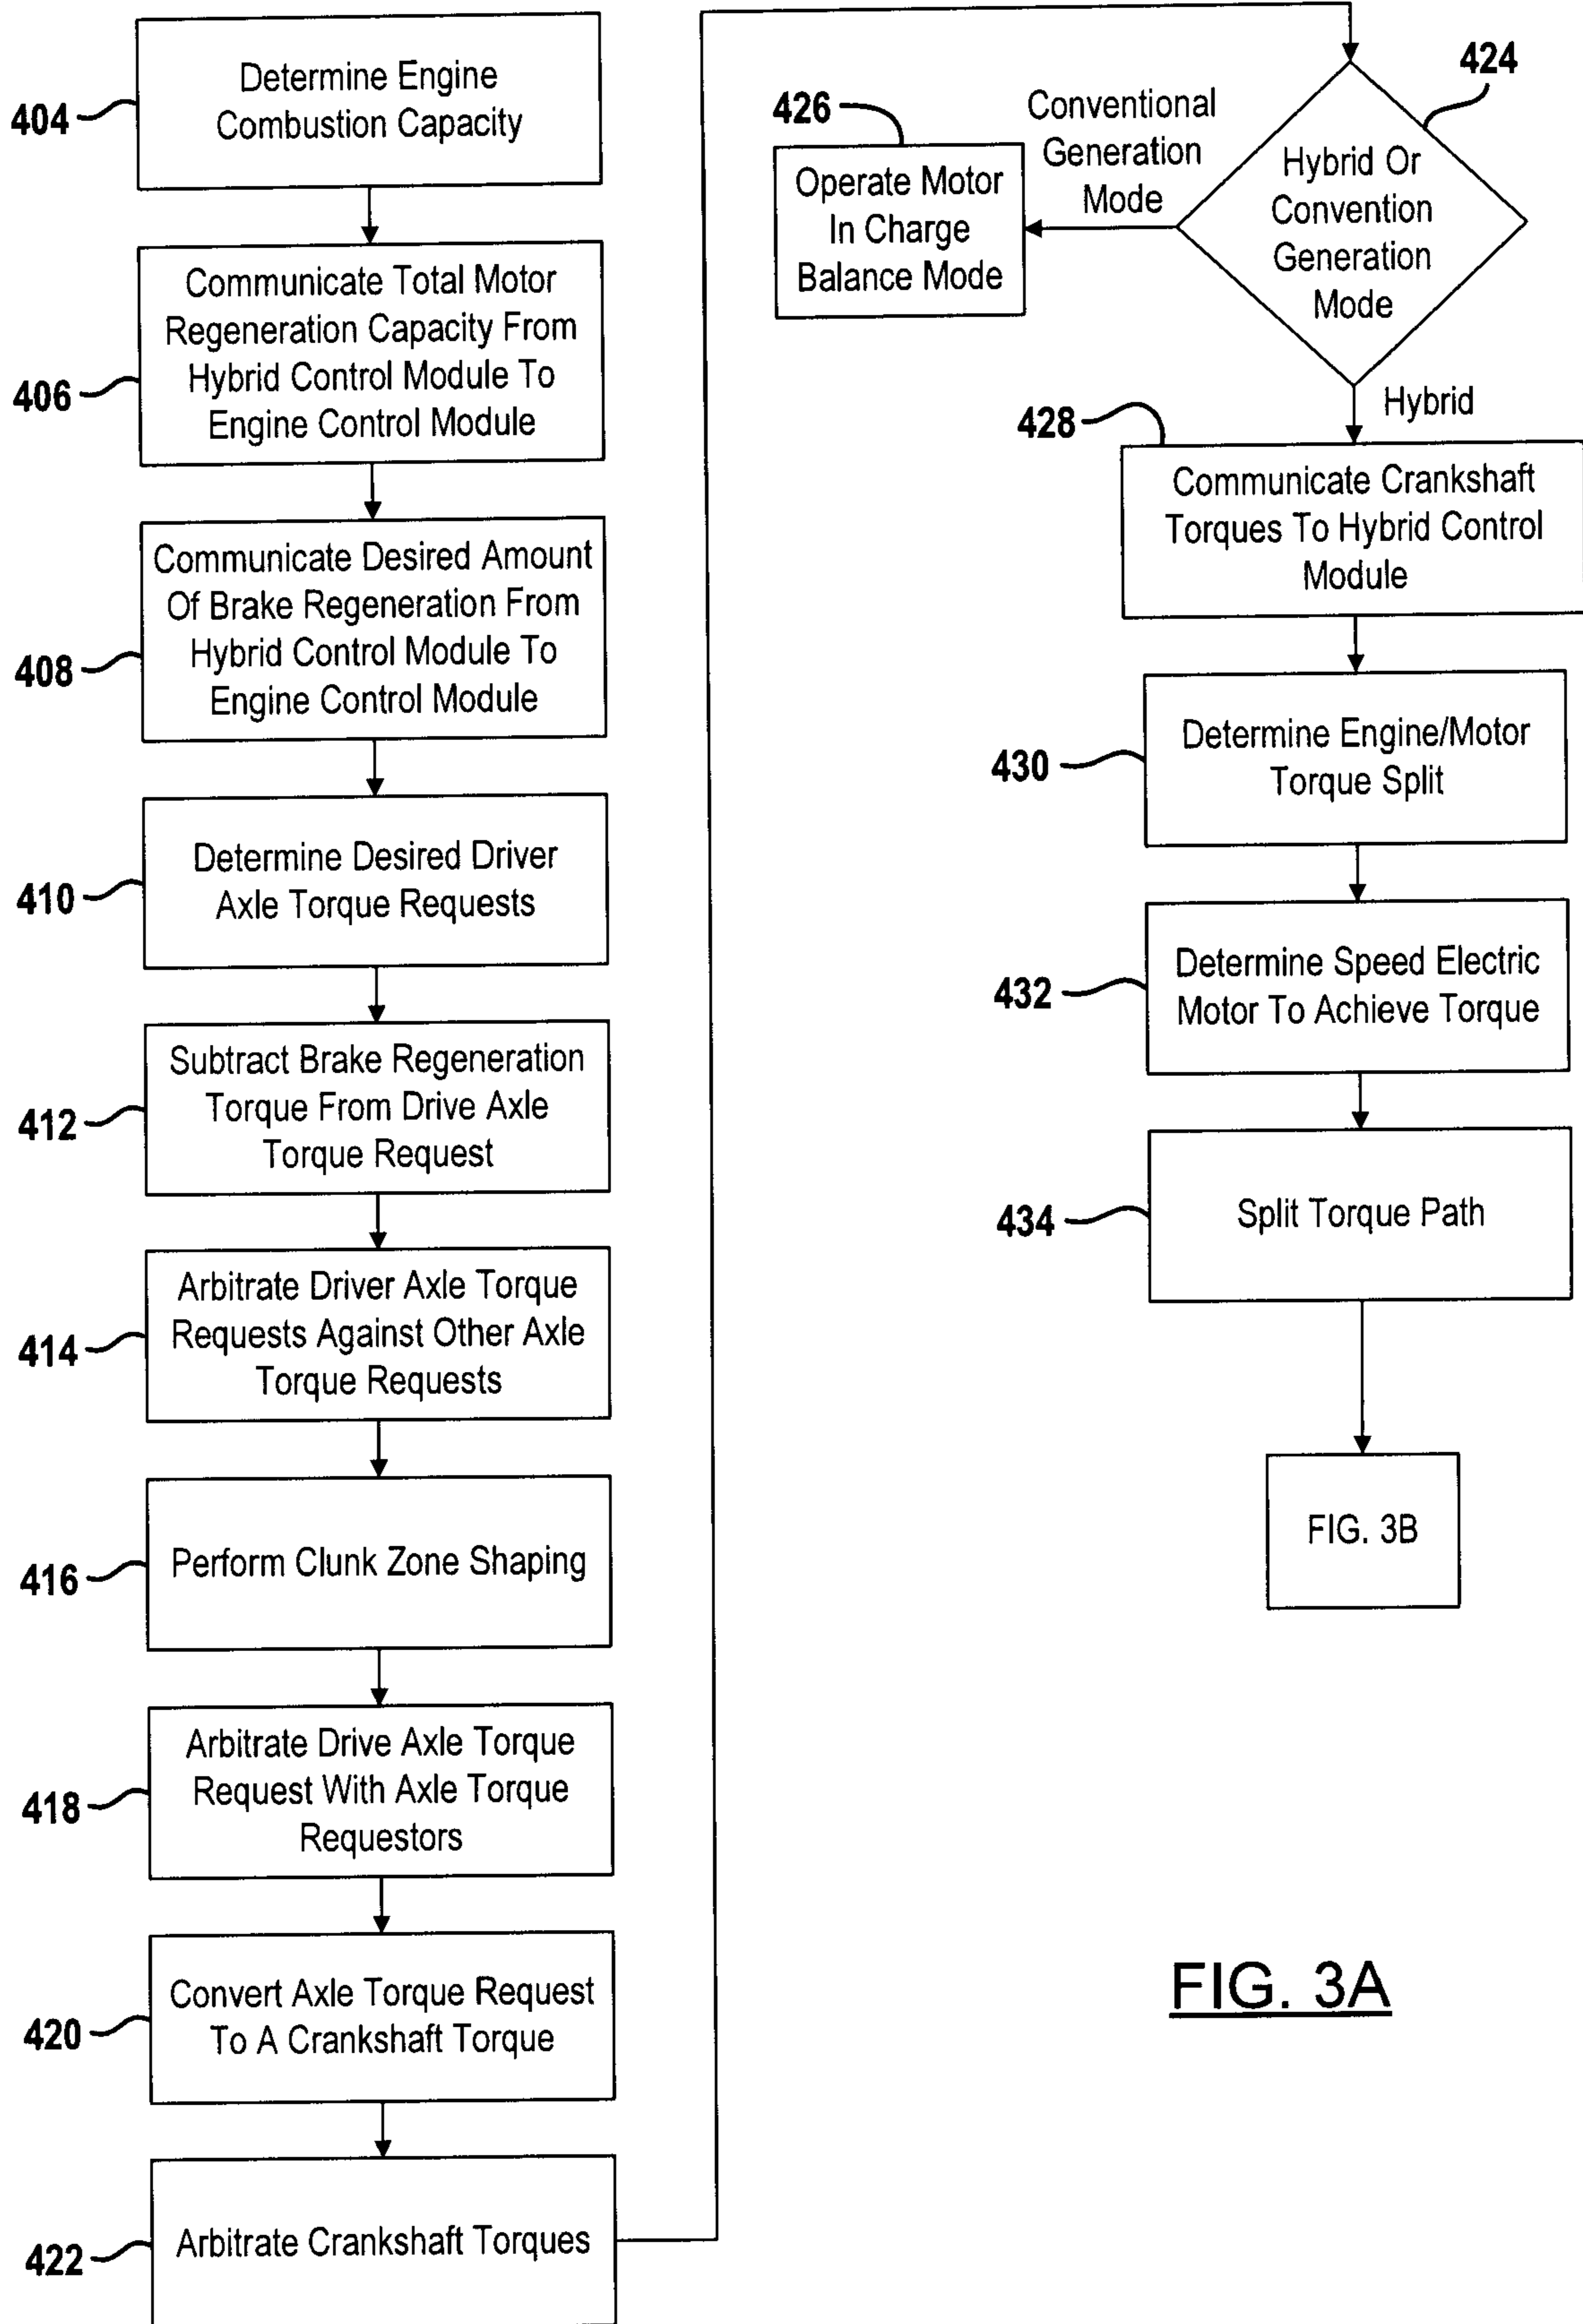 404
Determine Engine
Combustion Capacity
406
Communicate Total Motor
Regeneration Capacity From
Hybrid Control Module To
Engine Control Module
408
Communicate Desired Amount
Of Brake Regeneration From
Hybrid Control Module To
Engine Control Module
410
Determine Desired Driver
Axle Torque Requests
412
Subtract Brake Regeneration
Torque From Drive Axle
Torque Request
414
Arbitrate Driver Axle Torque
Requests Against Other Axle
Torque Requests
416
Perform Clunk Zone Shaping
418
Arbitrate Drive Axle Torque
Request With Axle Torque
Requestors
420
Convert Axle Torque Request
To A Crankshaft Torque
422
Arbitrate Crankshaft Torques
424
Hybrid Or
Convention
Generation
Mode
Conventional
Generation
Mode
426
Operate Motor
In Charge
Balance Mode
Hybrid
428
Communicate Crankshaft
Torques To Hybrid Control
Module
430
Determine Engine/Motor
Torque Split
432
Determine Speed Electric
Motor To Achieve Torque
434
Split Torque Path
FIG. 3B
FIG. 3A